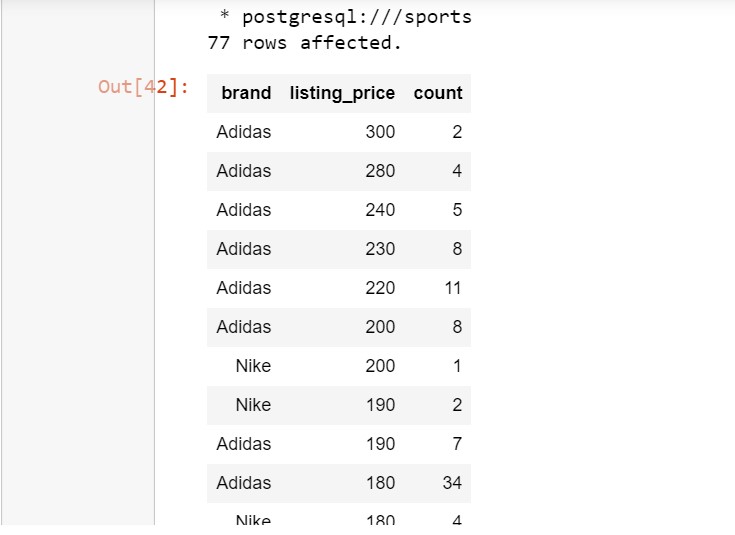 * postgresql:///sports
77 rows affected.
Out[42]:
brand listing_price count
Adidas 300 2
Adidas 280 4
Adidas 240 5
Adidas 230 8
Adidas 220 11
Adidas 200 8
Nike 200 1
Nike 190 2
Adidas 190 7
Adidas 180 34
Nike 180 4